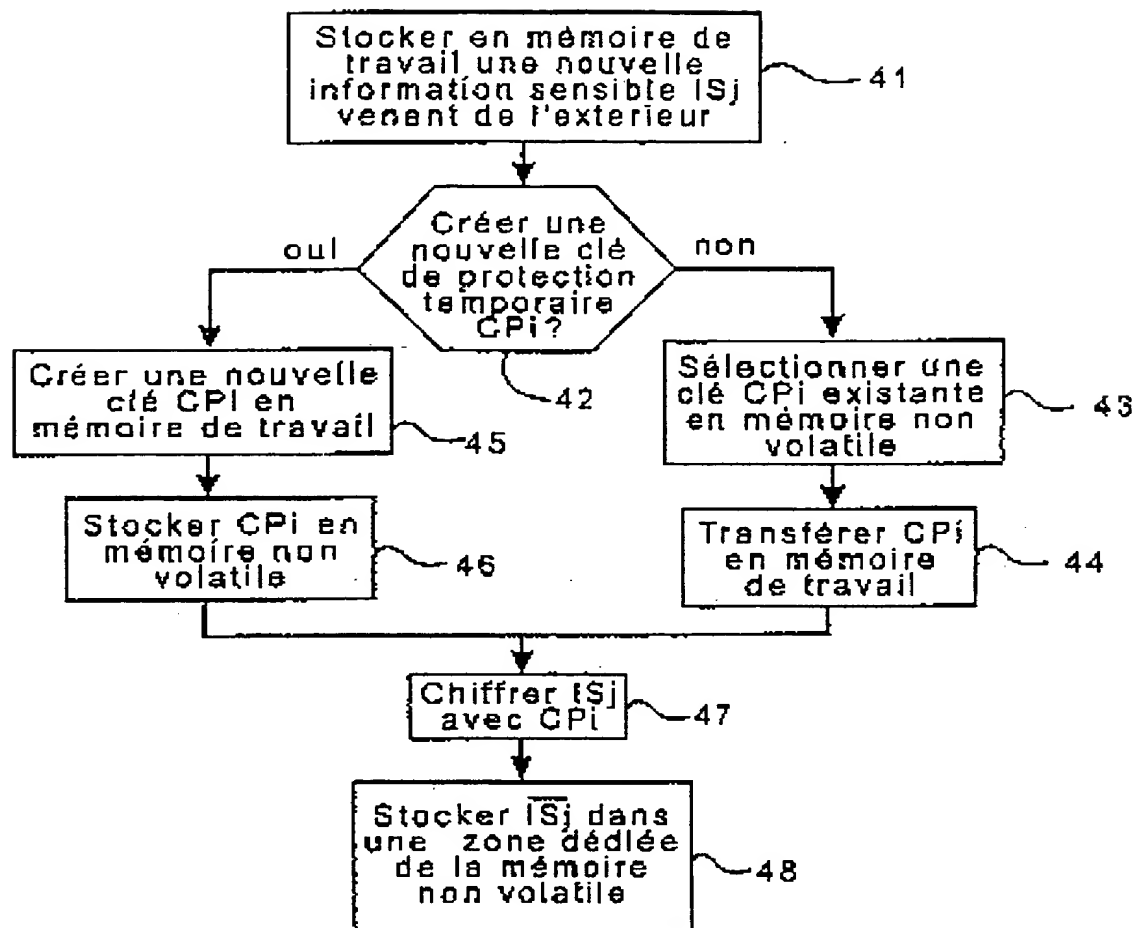 Stocker en mémoire de
travail une nouvelle
information sensible ISj
venant de l'exterieur
41
Créer une
nouvelle clé
de protection
temporaire
CPi?
oui
non
42
Créer une nouvelle
clé CPi en
mémoire de travail
45
Sélectionner une
clé CPi existante
en mémoire non
volatile
43
Stocker CPi en
mémoire non
volatile
46
Transférer CPi
en mémoire
de travail
44
Chiffrer ISj
avec CPi
47
Stocker I̅S̅j̅ dans
une zone dédiée
de la mémoire
non volatile
48